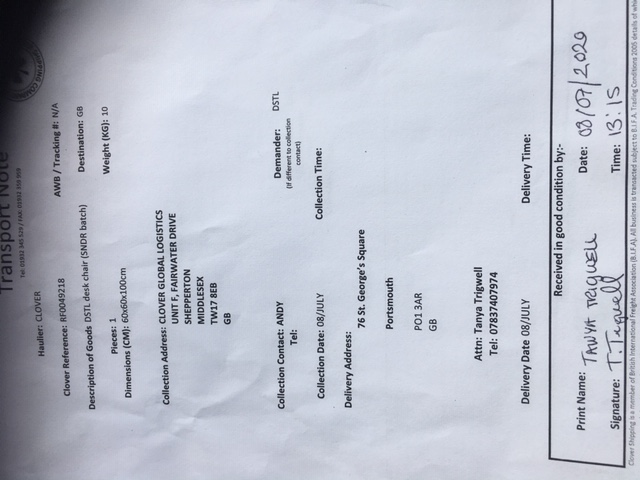 Transport Note
Tel: 01932 345 529 / FAX: 01932 356 959
Haulier: CLOVER
Clover Reference: RF0049218
AWB / Tracking #: N/A
Description of Goods DSTL desk chair (SNDR batch)
Destination: GB
Pieces: 1
Weight (KG): 10
Dimensions (CM): 60x60x100cm
Collection Address: CLOVER GLOBAL LOGISTICS
UNIT F, FAIRWATER DRIVE
SHEPPERTON
MIDDLESEX
TW17 8EB
GB
Collection Contact: ANDY
Tel:
Demander: DSTL
(If different to collection
contact)
Collection Date: 08/JULY
Collection Time:
Delivery Address:
76 St. George's Square
Portsmouth
PO1 3AR
GB
Attn: Tanya Trigwell
Tel: 07837407974
Delivery Date 08/JULY
Delivery Time:
Received in good condition by:-
Print Name: TANYA TRIGWELL
Date: 08/07/2020
Signature: T. Trigwell
Time: 13:15
Clover Shipping is a member of British International Freight Association (B.I.F.A). All business is transacted subject to B.I.F.A. Trading Conditions 2005 details of